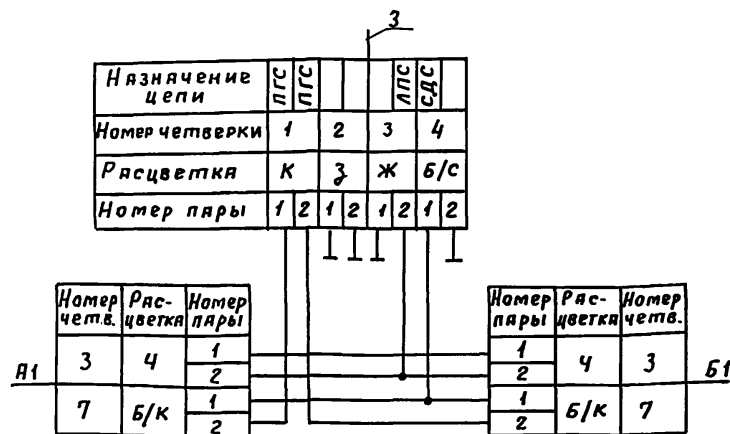 3
Назначение цепи ПГС ПГС ЛПС СДС
Номер четверки 1 2 3 4
Расцветка К З Ж Б/С
Номер пары 1 2 1 2 1 2 1 2
Номер четв. Рас-цветка Номер пары
3 4 1
2
А1
7 Б/К 1
2
Номер пары Рас-цветка Номер четв.
1 Ч 3
2
Б1
1 Б/К 7
2